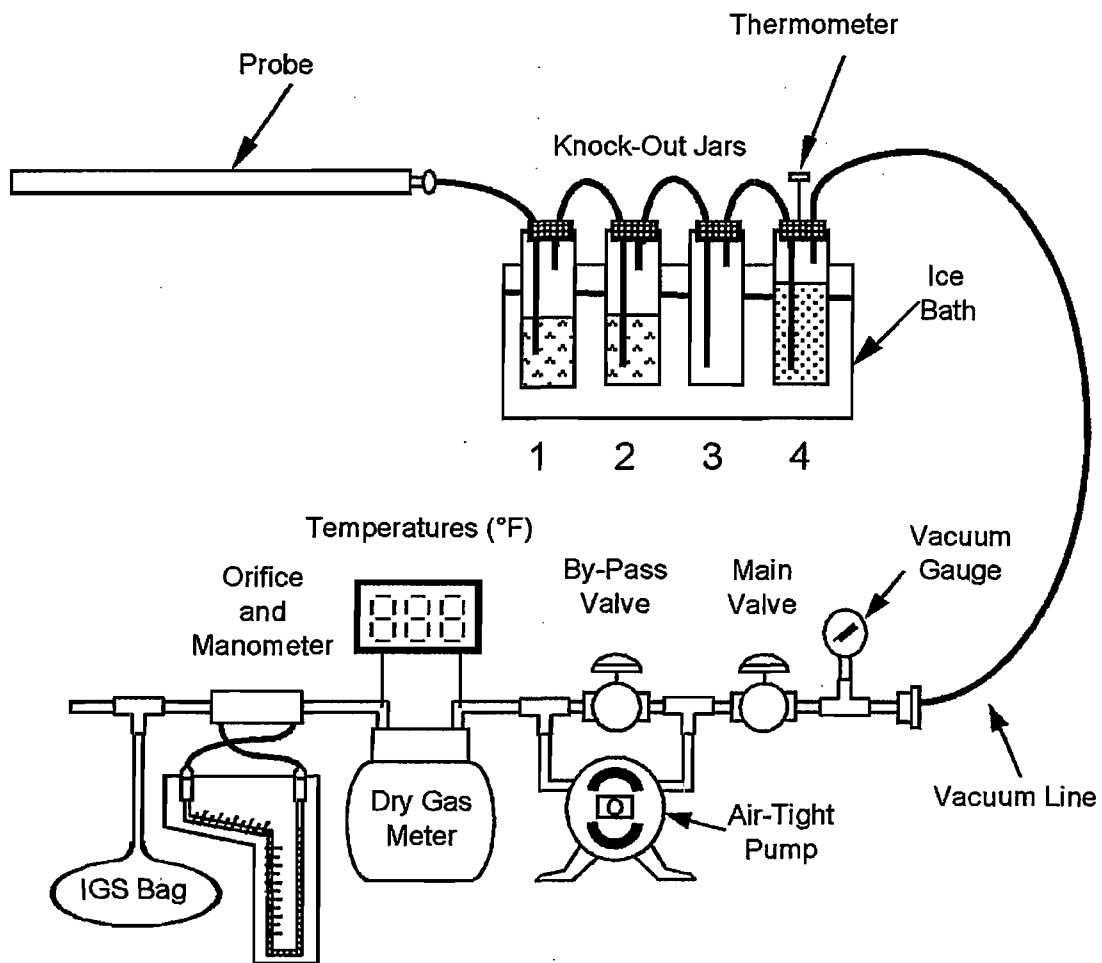 Thermometer
Probe
Knock-Out Jars
Ice
Bath
1 2 3 4
Temperatures (°F)
Orifice
and
Manometer
By-Pass
Valve
Main
Valve
Vacuum
Gauge
Dry Gas
Meter
Air-Tight
Pump
Vacuum Line
IGS Bag